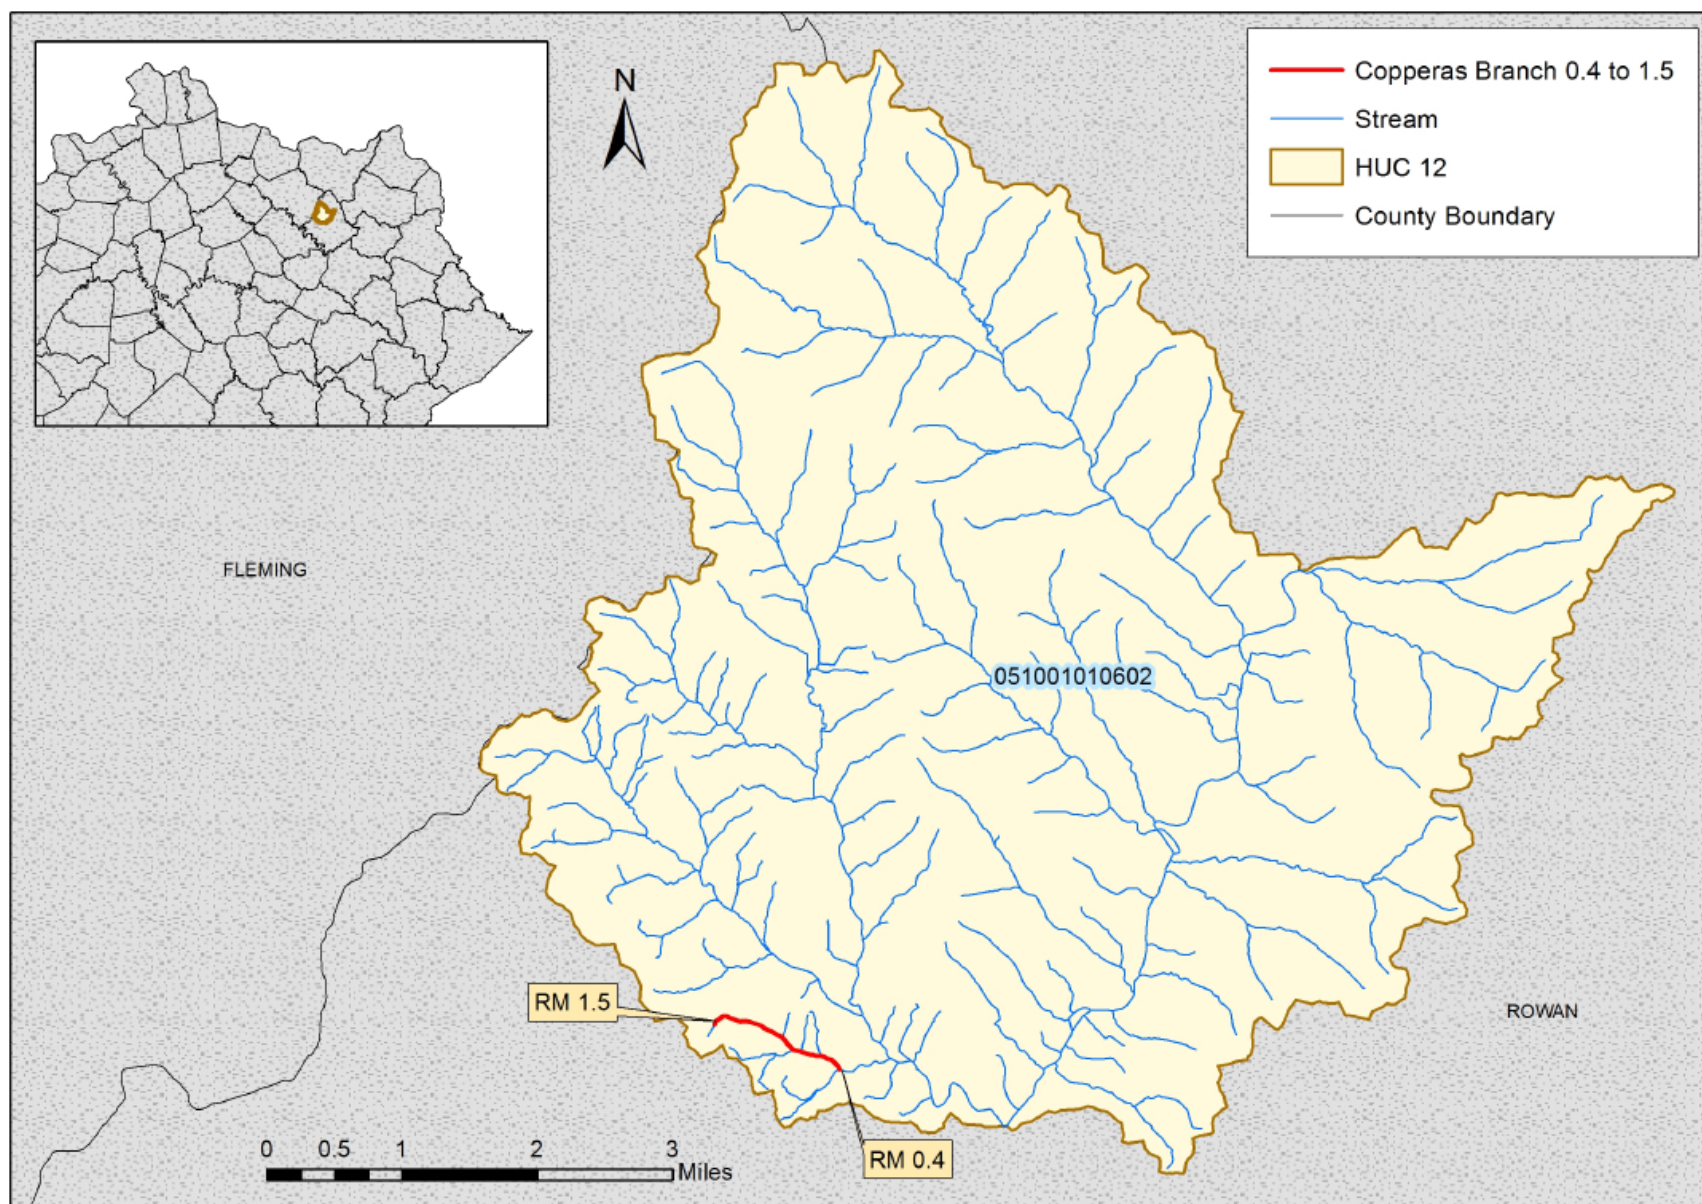 N
Copperas Branch 0.4 to 1.5
Stream
HUC 12
County Boundary
FLEMING
051001010602
RM 1.5
ROWAN
RM 0.4
0 0.5 1 2 3
Miles